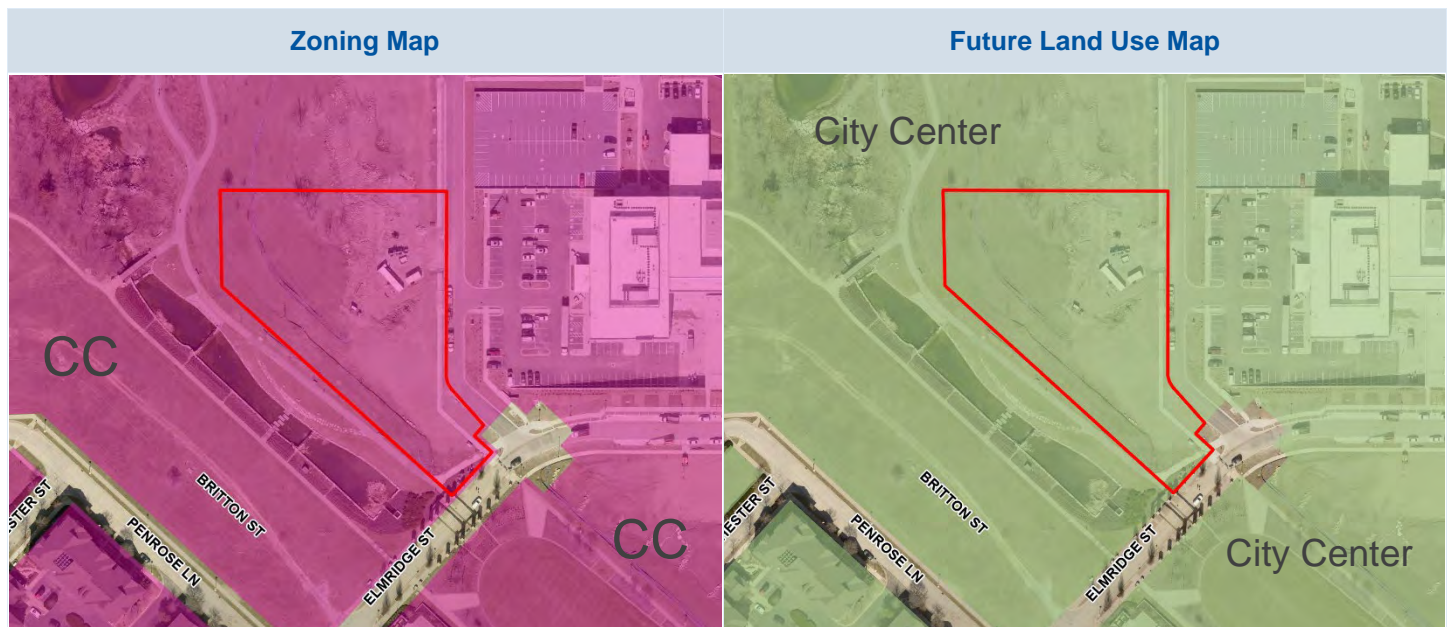 Zoning Map
Future Land Use Map
CC
BRITTON ST
PENROSE LN
ELMRIDGE ST
CC
City Center
BRITTON ST
PENROSE LN
ELMRIDGE ST
City Center